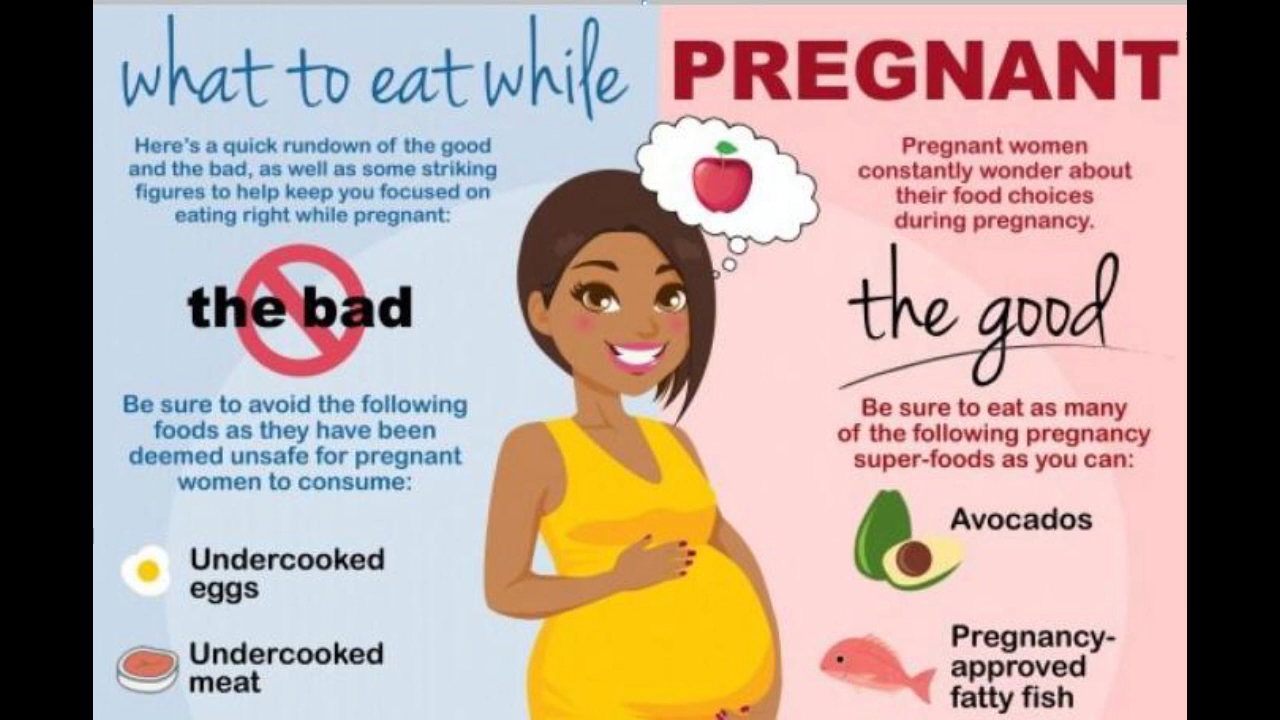 what to eat while PREGNANT
Here's a quick rundown of the good
and the bad, as well as some striking
figures to help keep you focused on
eating right while pregnant:
the bad
Be sure to avoid the following
foods as they have been
deemed unsafe for pregnant
women to consume:
Undercooked
eggs
Undercooked
meat
Pregnant women
constantly wonder about
their food choices
during pregnancy.
the good
Be sure to eat as many
of the following pregnancy
super-foods as you can:
Avocados
Pregnancy-
approved
fatty fish